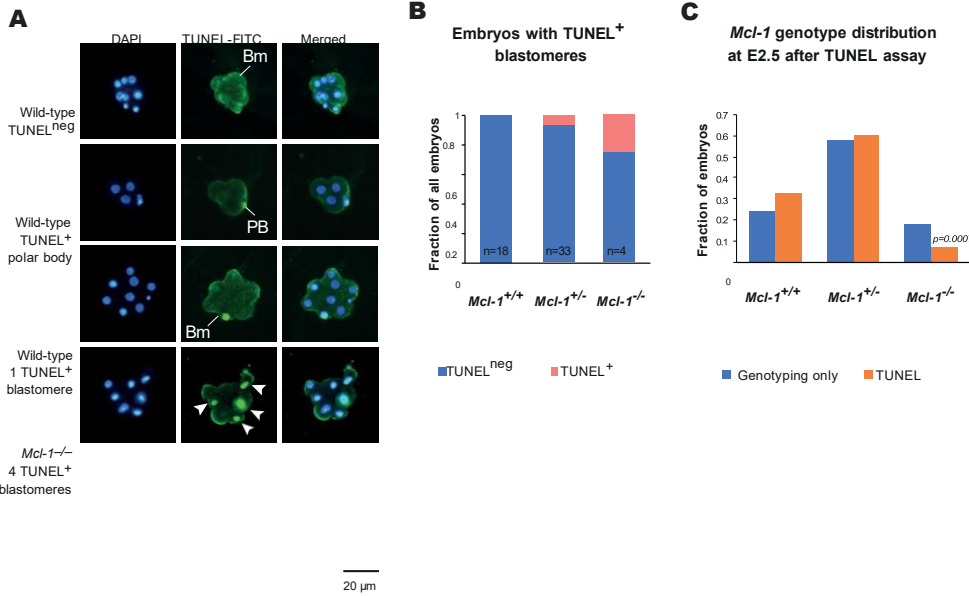 A
DAPI
TUNEL-FITC
Merged
Bm
Wild-type
TUNELneg
PB
Wild-type
TUNEL+
polar body
Bm
Wild-type
1 TUNEL+
blastomere
Mcl-1–/–
4 TUNEL+
blastomeres
20 µm
B
Embryos with TUNEL+
blastomeres
Fraction of all embryos
1
0.8
0.6
0.4
0.2
0
n=18
n=33
n=4
Mcl-1+/+
Mcl-1+/-
Mcl-1-/-
TUNELneg
TUNEL+
C
Mcl-1 genotype distribution
at E2.5 after TUNEL assay
Fraction of embryos
0.7
0.6
0.5
0.4
0.3
0.2
0.1
0
p=0.000
Mcl-1+/+
Mcl-1+/-
Mcl-1-/-
Genotyping only
TUNEL